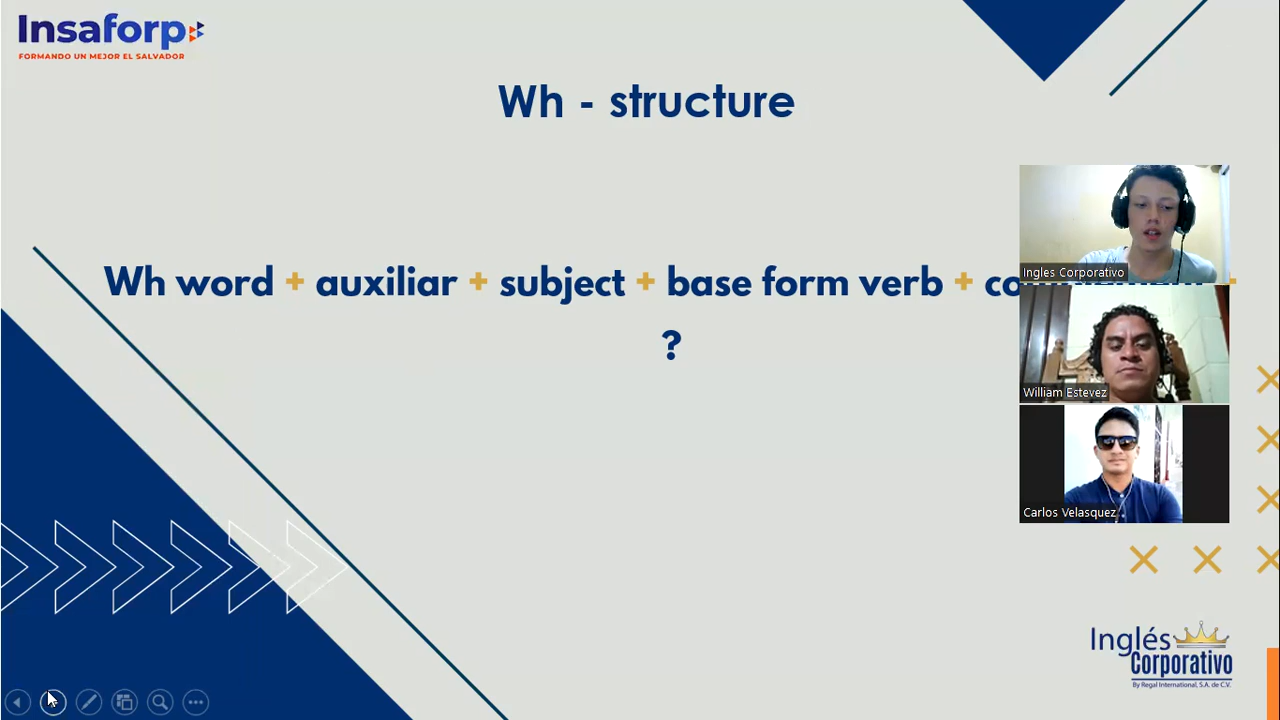 Insaforp
FORMANDO UN MEJOR EL SALVADOR
Wh - structure
Wh word + auxiliar + subject + base form verb + +
?
Ingles Corporativo
William Estevez
Carlos Velasquez
Inglés
Corporativo
By Regal International, S.A. de C.V.